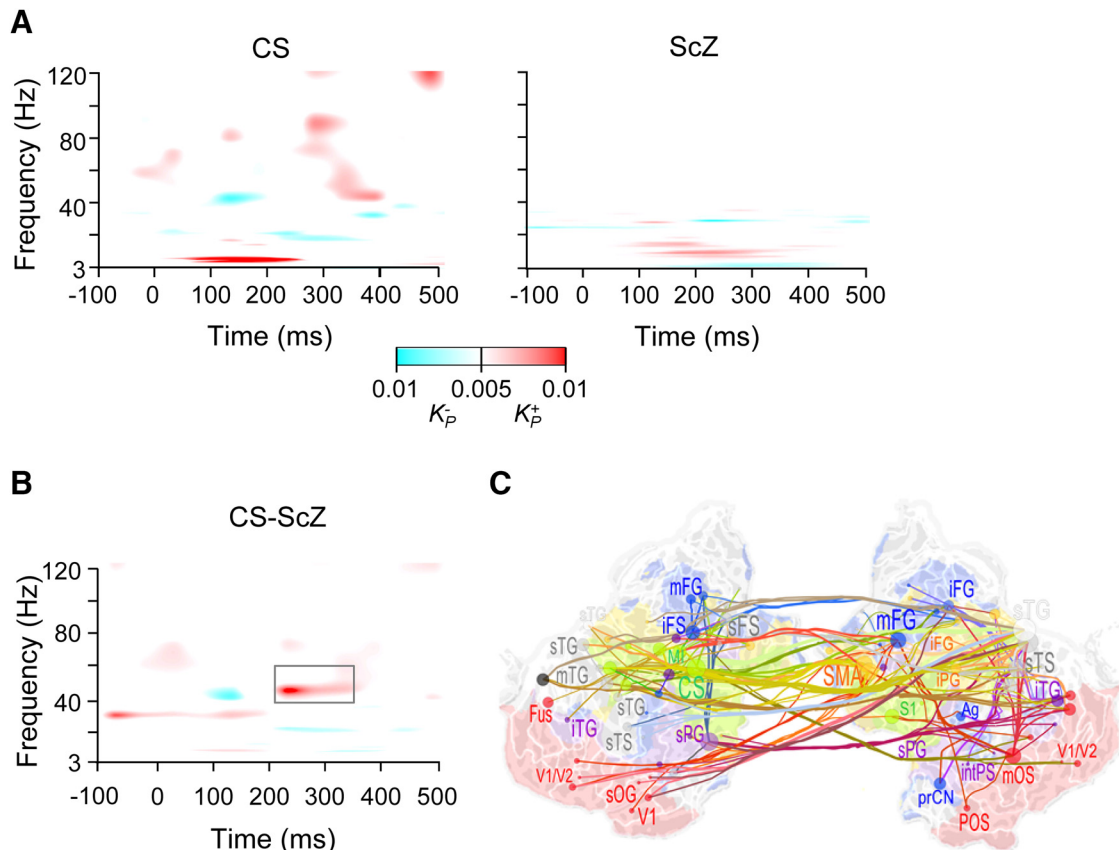 A
CS
ScZ
Frequency (Hz)
120
80
40
3
-100 0 100 200 300 400 500
-100 0 100 200 300 400 500
Time (ms)
Time (ms)
0.01 0.005 0.01
K⁻P K⁺P
B
CS-ScZ
Frequency (Hz)
120
80
40
3
-100 0 100 200 300 400 500
Time (ms)
C
mFG
iFG
aTG
iFS
sFS
mFG
sTG
sTG
MI
iFG
sTS
mTG
CS
SMA
iPG
iTG
Fus
sTG
S1
Ag
iTG
sTS
sPG
sPG
V1/V2
V1/V2
intPS
mOS
sOG
prCN
V1
POS